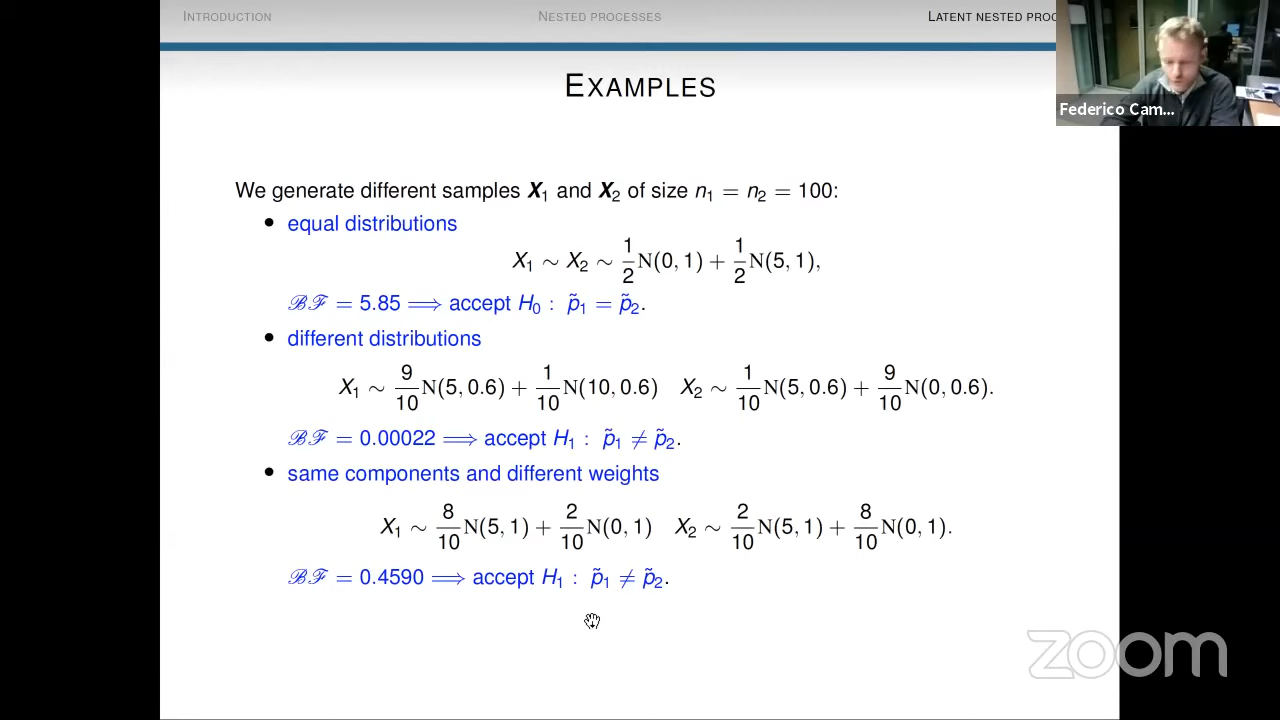 INTRODUCTION NESTED PROCESSES LATENT NESTED PROC
EXAMPLES
Federico Cam...
We generate different samples X₁ and X₂ of size n₁ = n₂ = 100:
• equal distributions
X₁ ∼ X₂ ∼ 1/2 N(0, 1) + 1/2 N(5, 1),
ℬℱ = 5.85 ⟹ accept H₀ : p̃₁ = p̃₂.
• different distributions
X₁ ∼ 9/10 N(5, 0.6) + 1/10 N(10, 0.6) X₂ ∼ 1/10 N(5, 0.6) + 9/10 N(0, 0.6).
ℬℱ = 0.00022 ⟹ accept H₁ : p̃₁ ≠ p̃₂.
• same components and different weights
X₁ ∼ 8/10 N(5, 1) + 2/10 N(0, 1) X₂ ∼ 2/10 N(5, 1) + 8/10 N(0, 1).
ℬℱ = 0.4590 ⟹ accept H₁ : p̃₁ ≠ p̃₂.
zoom